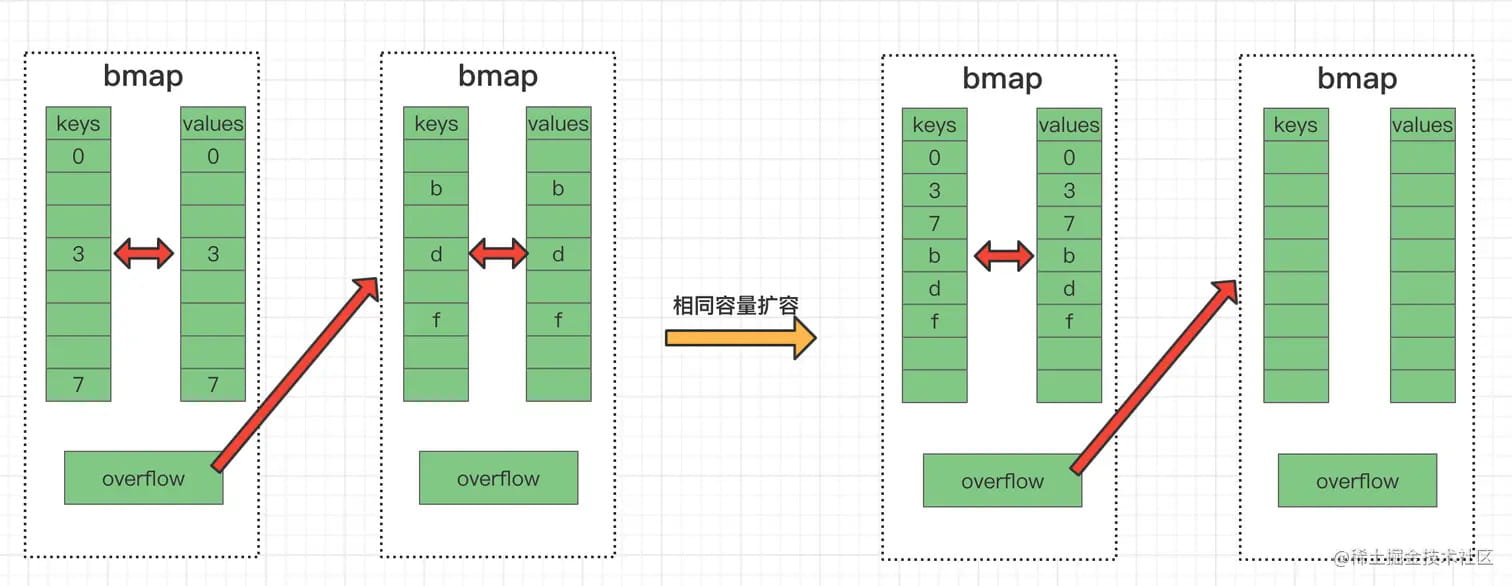 bmap
keys values
0 0
3 3
7 7
overflow
bmap
keys values
b b
d d
f f
overflow
相同容量扩容
bmap
keys values
0 0
3 3
7 7
b b
d d
f f
overflow
bmap
keys values
overflow
@稀土掘金技术社区